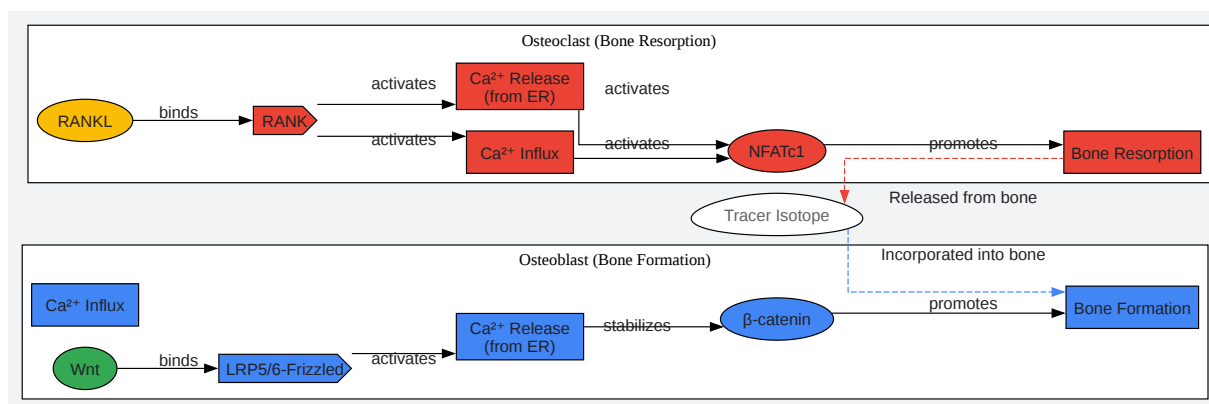 Osteoclast (Bone Resorption)
RANKL
binds
RANK
activates
Ca²⁺ Release
(from ER)
activates
activates
Ca²⁺ Influx
activates
NFATc1
promotes
Bone Resorption
Released from bone
Tracer Isotope
Incorporated into bone
Osteoblast (Bone Formation)
Ca²⁺ Influx
Wnt
binds
LRP5/6-Frizzled
activates
Ca²⁺ Release
(from ER)
stabilizes
β-catenin
promotes
Bone Formation